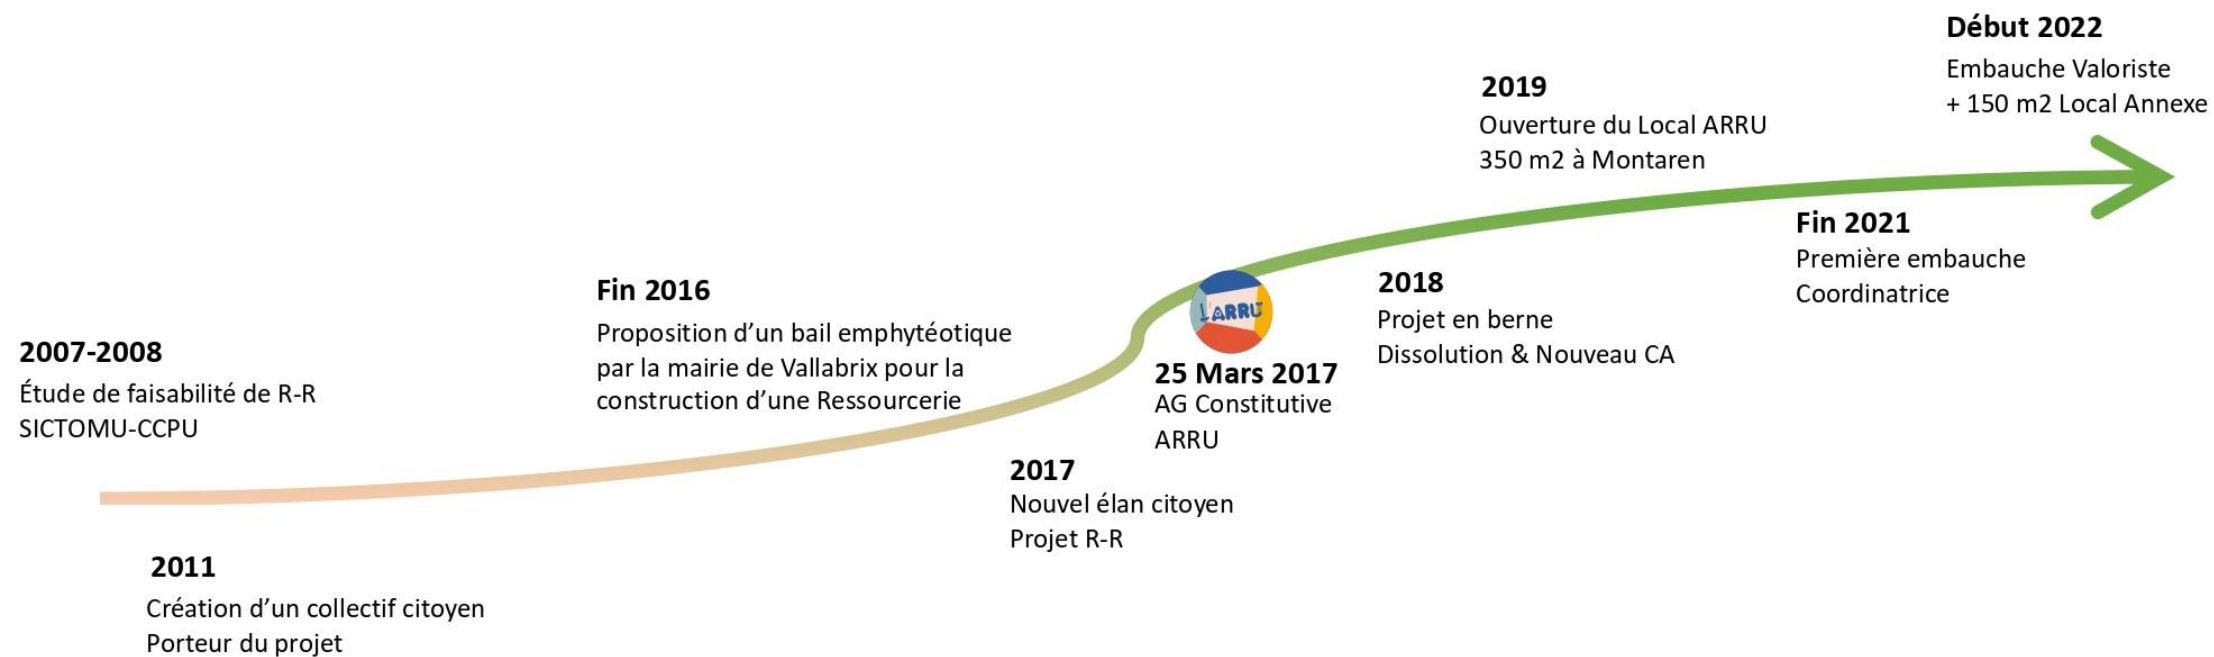 2007-2008
Étude de faisabilité de R-R
SICTOMU-CCPU
2011
Création d’un collectif citoyen
Porteur du projet
Fin 2016
Proposition d’un bail emphytéotique
par la mairie de Vallabrix pour la
construction d’une Ressourcerie
2017
Nouvel élan citoyen
Projet R-R
L'ARRU
25 Mars 2017
AG Constitutive
ARRU
2018
Projet en berne
Dissolution & Nouveau CA
2019
Ouverture du Local ARRU
350 m2 à Montaren
Fin 2021
Première embauche
Coordinatrice
Début 2022
Embauche Valoriste
+ 150 m2 Local Annexe